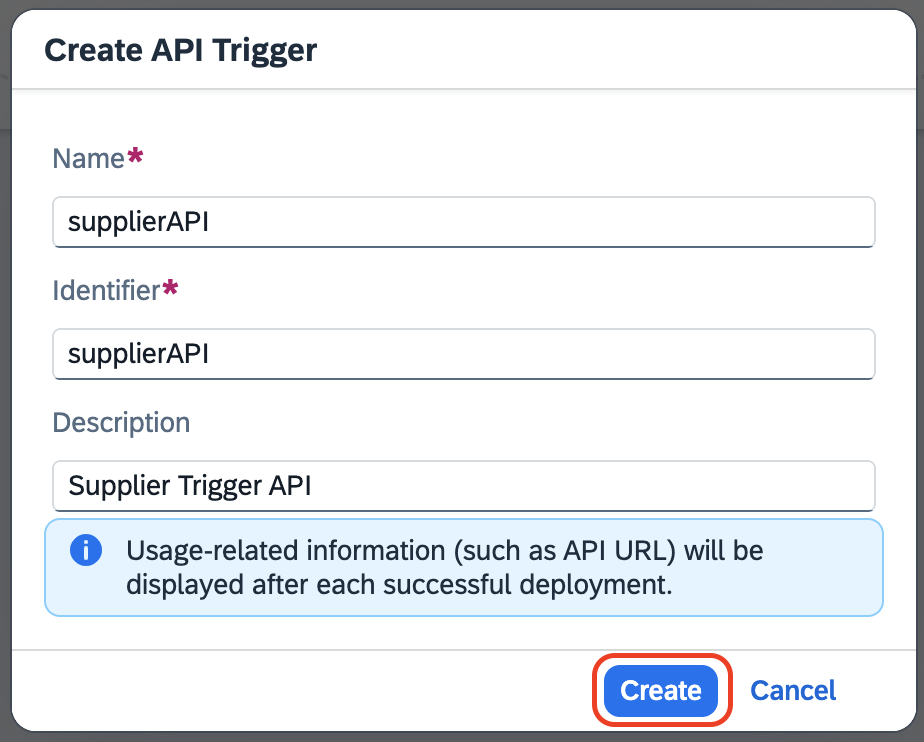 Create API Trigger
Name*
supplierAPI
Identifier*
supplierAPI
Description
Supplier Trigger API
Usage-related information (such as API URL) will be
displayed after each successful deployment.
Create Cancel